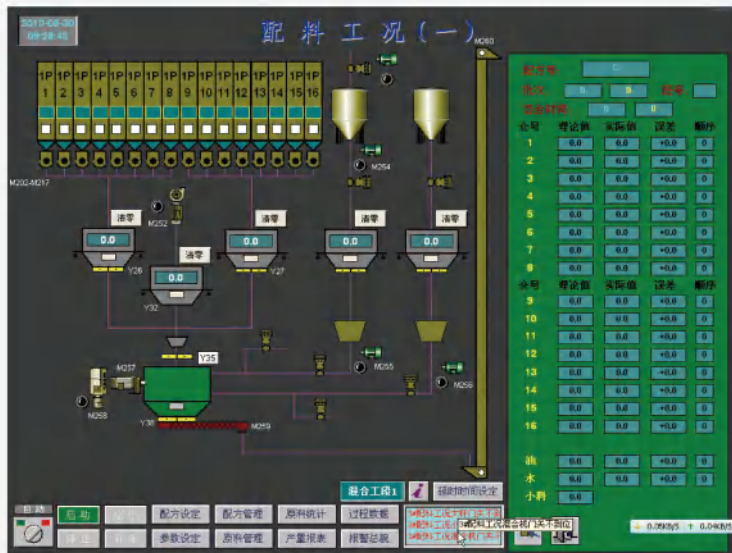 2010-08-30
09:28:45
配 料 工 况 (一)
M260
1P 1P 1P 1P 1P 1P 1P 1P 1P 1P 1P 1P 1P 1P 1P 1P
1 2 3 4 5 6 7 8 9 10 11 12 13 14 15 16
M254
M202-M217
M252
清零 清零 清零 清零 清零
0.0 0.0 0.0 0.0 0.0
Y26 Y32 Y27
Y35
M257
M255
M256
M258
Y36
M259
仓号 理论值 实际值 误差 顺序
1 0.0 0.0 +0.0 0
2 0.0 0.0 +0.0 0
3 0.0 0.0 +0.0 0
4 0.0 0.0 +0.0 0
5 0.0 0.0 +0.0 0
6 0.0 0.0 +0.0 0
7 0.0 0.0 +0.0 0
8 0.0 0.0 +0.0 0
仓号 理论值 实际值 误差 顺序
9 0.0 0.0 +0.0 0
10 0.0 0.0 +0.0 0
11 0.0 0.0 +0.0 0
12 0.0 0.0 +0.0 0
13 0.0 0.0 +0.0 0
14 0.0 0.0 +0.0 0
15 0.0 0.0 +0.0 0
16 0.0 0.0 +0.0 0
油 0.0 0.0 +0.0 0
水 0.0 0.0 +0.0 0
小料
混合工段1 i 延时时间设定
自动
启动 配方设定 配方管理 原料统计 过程数据
参数设定 原料管理 产量报表 报警总览
3#配料工况混合机门关不到位
0.05KB/S 0.04KB/S